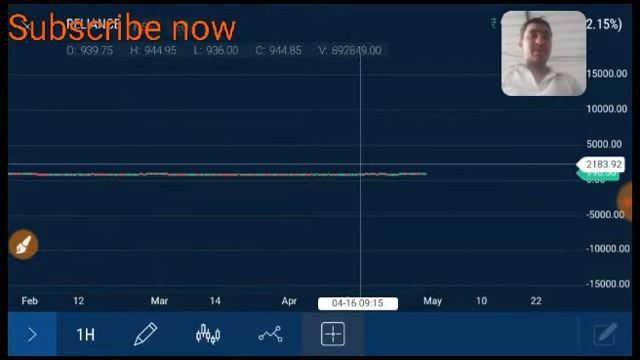 Subscribe now
RELIANCE
2.15%)
O: 939.75 H: 944.95 L: 936.00 C: 944.85 V: 892849.00
15000.00
10000.00
5000.00
2183.92
0.00
-5000.00
-10000.00
-15000.00
Feb 12 Mar 14 Apr 04-16 09:15 May 10 22
1H